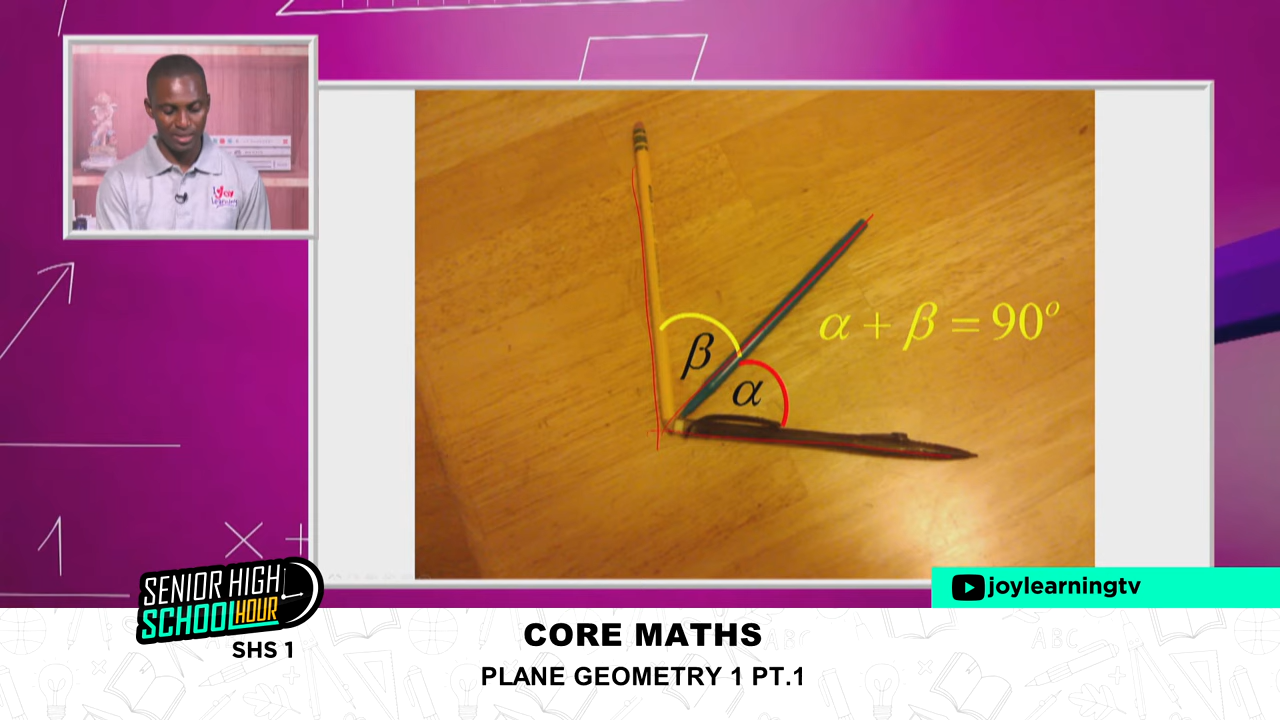 α + β = 90°
β
α
SENIOR HIGH
SCHOOL HOUR
SHS 1
joylearningtv
CORE MATHS
PLANE GEOMETRY 1 PT.1